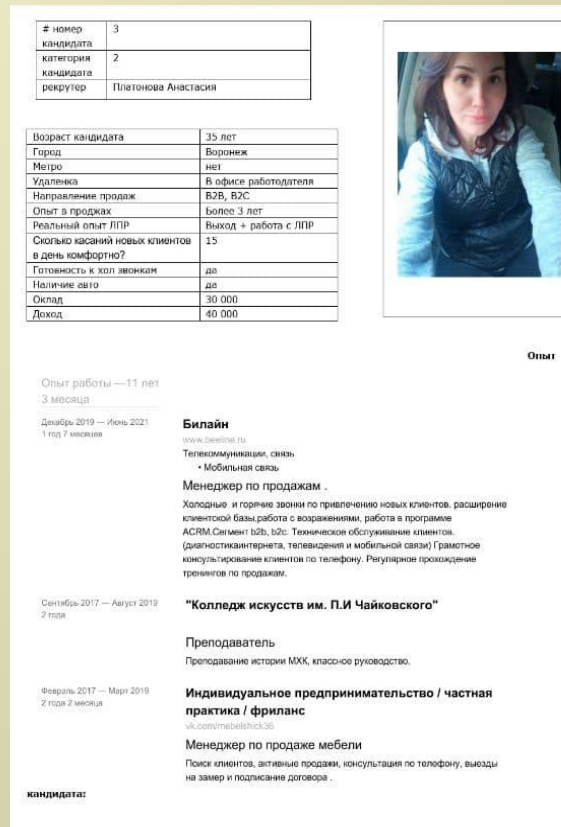 # номер 3
кандидата
категория 2
кандидата
рекрутер Платонова Анастасия
Возраст кандидата 35 лет
Город Воронеж
Метро нет
Удаленка В офисе работодателя
Направление продаж B2B, B2C
Опыт в проджах Более 3 лет
Реальный опыт ЛПР Выход + работа с ЛПР
Сколько касаний новых клиентов 15
в день комфортно?
Готовность к хол звонкам да
Наличие авто да
Оклад 30 000
Доход 40 000
Опыт
Опыт работы —11 лет
3 месяца
Декабрь 2019 — Июнь 2021
1 год 7 месяцев
Билайн
www.beeline.ru
Телекоммуникации, связь
• Мобильная связь
Менеджер по продажам .
Холодные и горячие звонки по привлечению новых клиентов, расширение
клиентской базы,работа с возражениями, работа в программе
ACRM.Сегмент b2b, b2c. Техническое обслуживание клиентов.
(диагностикаинтернета, телевидения и мобильной связи) Грамотное
консультирование клиентов по телефону. Регулярное прохождение
тренингов по продажам.
Сентябрь 2017 — Август 2019
2 года
"Колледж искусств им. П.И Чайковского"
Преподаватель
Преподавание истории МХК, классное руководство.
Февраль 2017 — Март 2019
2 года 2 месяца
Индивидуальное предпринимательство / частная
практика / фриланс
vk.com/mebelshick36
Менеджер по продаже мебели
Поиск клиентов, активные продажи, консультация по телефону, выезды
на замер и подписание договора .
кандидата: